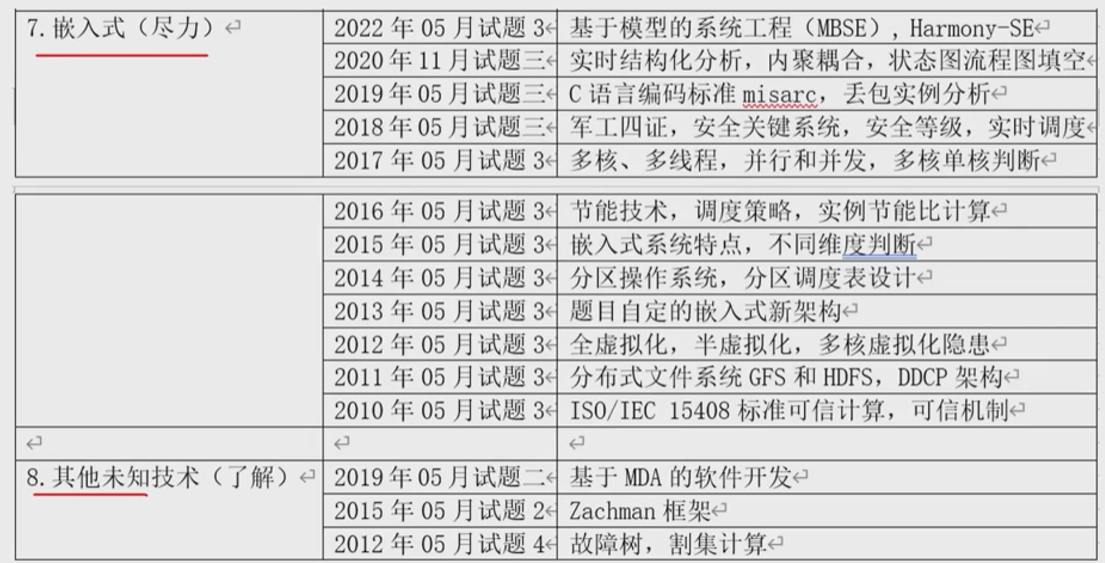 7.嵌入式（尽力） 2022 年 05 月试题 3 基于模型的系统工程（MBSE）, Harmony-SE
2020 年 11 月试题三 实时结构化分析，内聚耦合，状态图流程图填空
2019 年 05 月试题三 C 语言编码标准 misarc，丢包实例分析
2018 年 05 月试题三 军工四证，安全关键系统，安全等级，实时调度
2017 年 05 月试题 3 多核、多线程，并行和并发，多核单核判断
2016 年 05 月试题 3 节能技术，调度策略，实例节能比计算
2015 年 05 月试题 3 嵌入式系统特点，不同维度判断
2014 年 05 月试题 3 分区操作系统，分区调度表设计
2013 年 05 月试题 3 题目自定的嵌入式新架构
2012 年 05 月试题 3 全虚拟化，半虚拟化，多核虚拟化隐患
2011 年 05 月试题 3 分布式文件系统 GFS 和 HDFS，DDCP 架构
2010 年 05 月试题 3 ISO/IEC 15408 标准可信计算，可信机制
8.其他未知技术（了解） 2019 年 05 月试题二 基于 MDA 的软件开发
2015 年 05 月试题 2 Zachman 框架
2012 年 05 月试题 4 故障树，割集计算